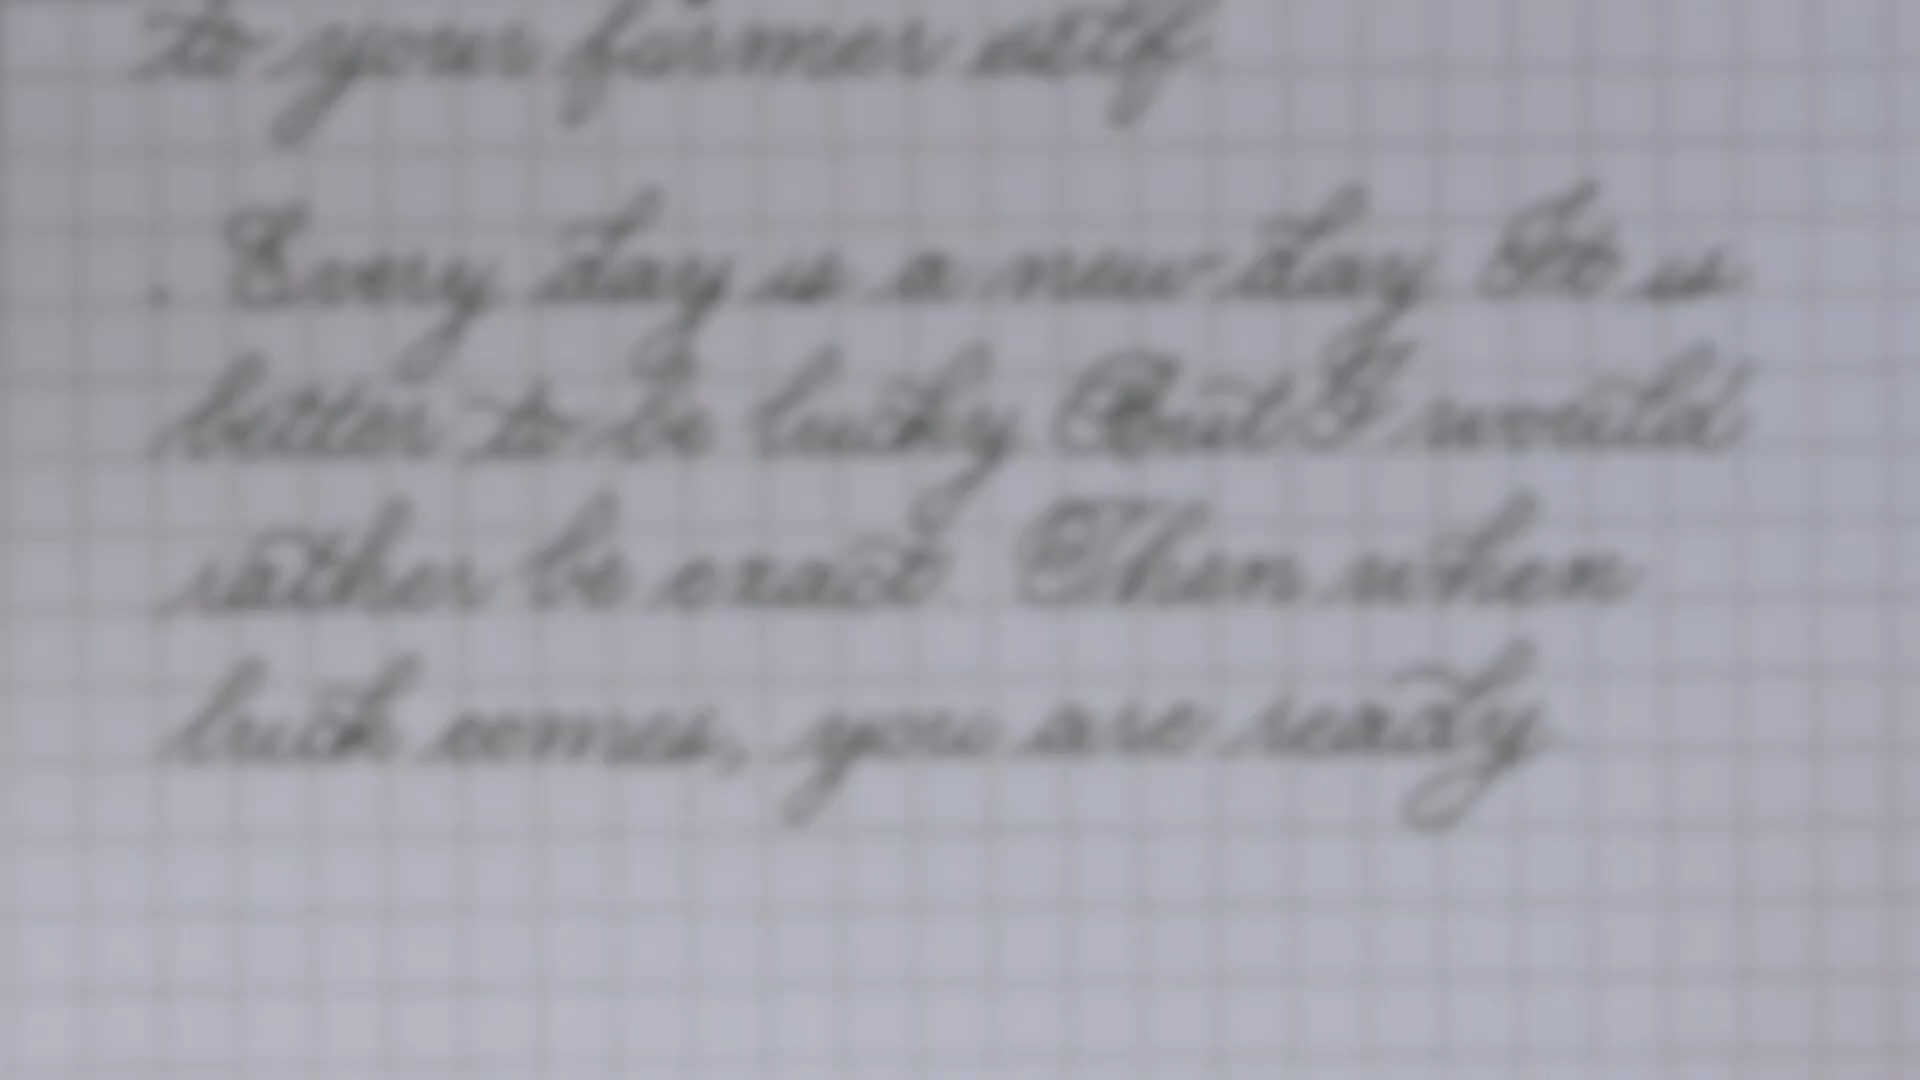 to your former self
. Every day is a new day It is
better to be lucky But I would
rather be exact Then when
luck comes, you are ready